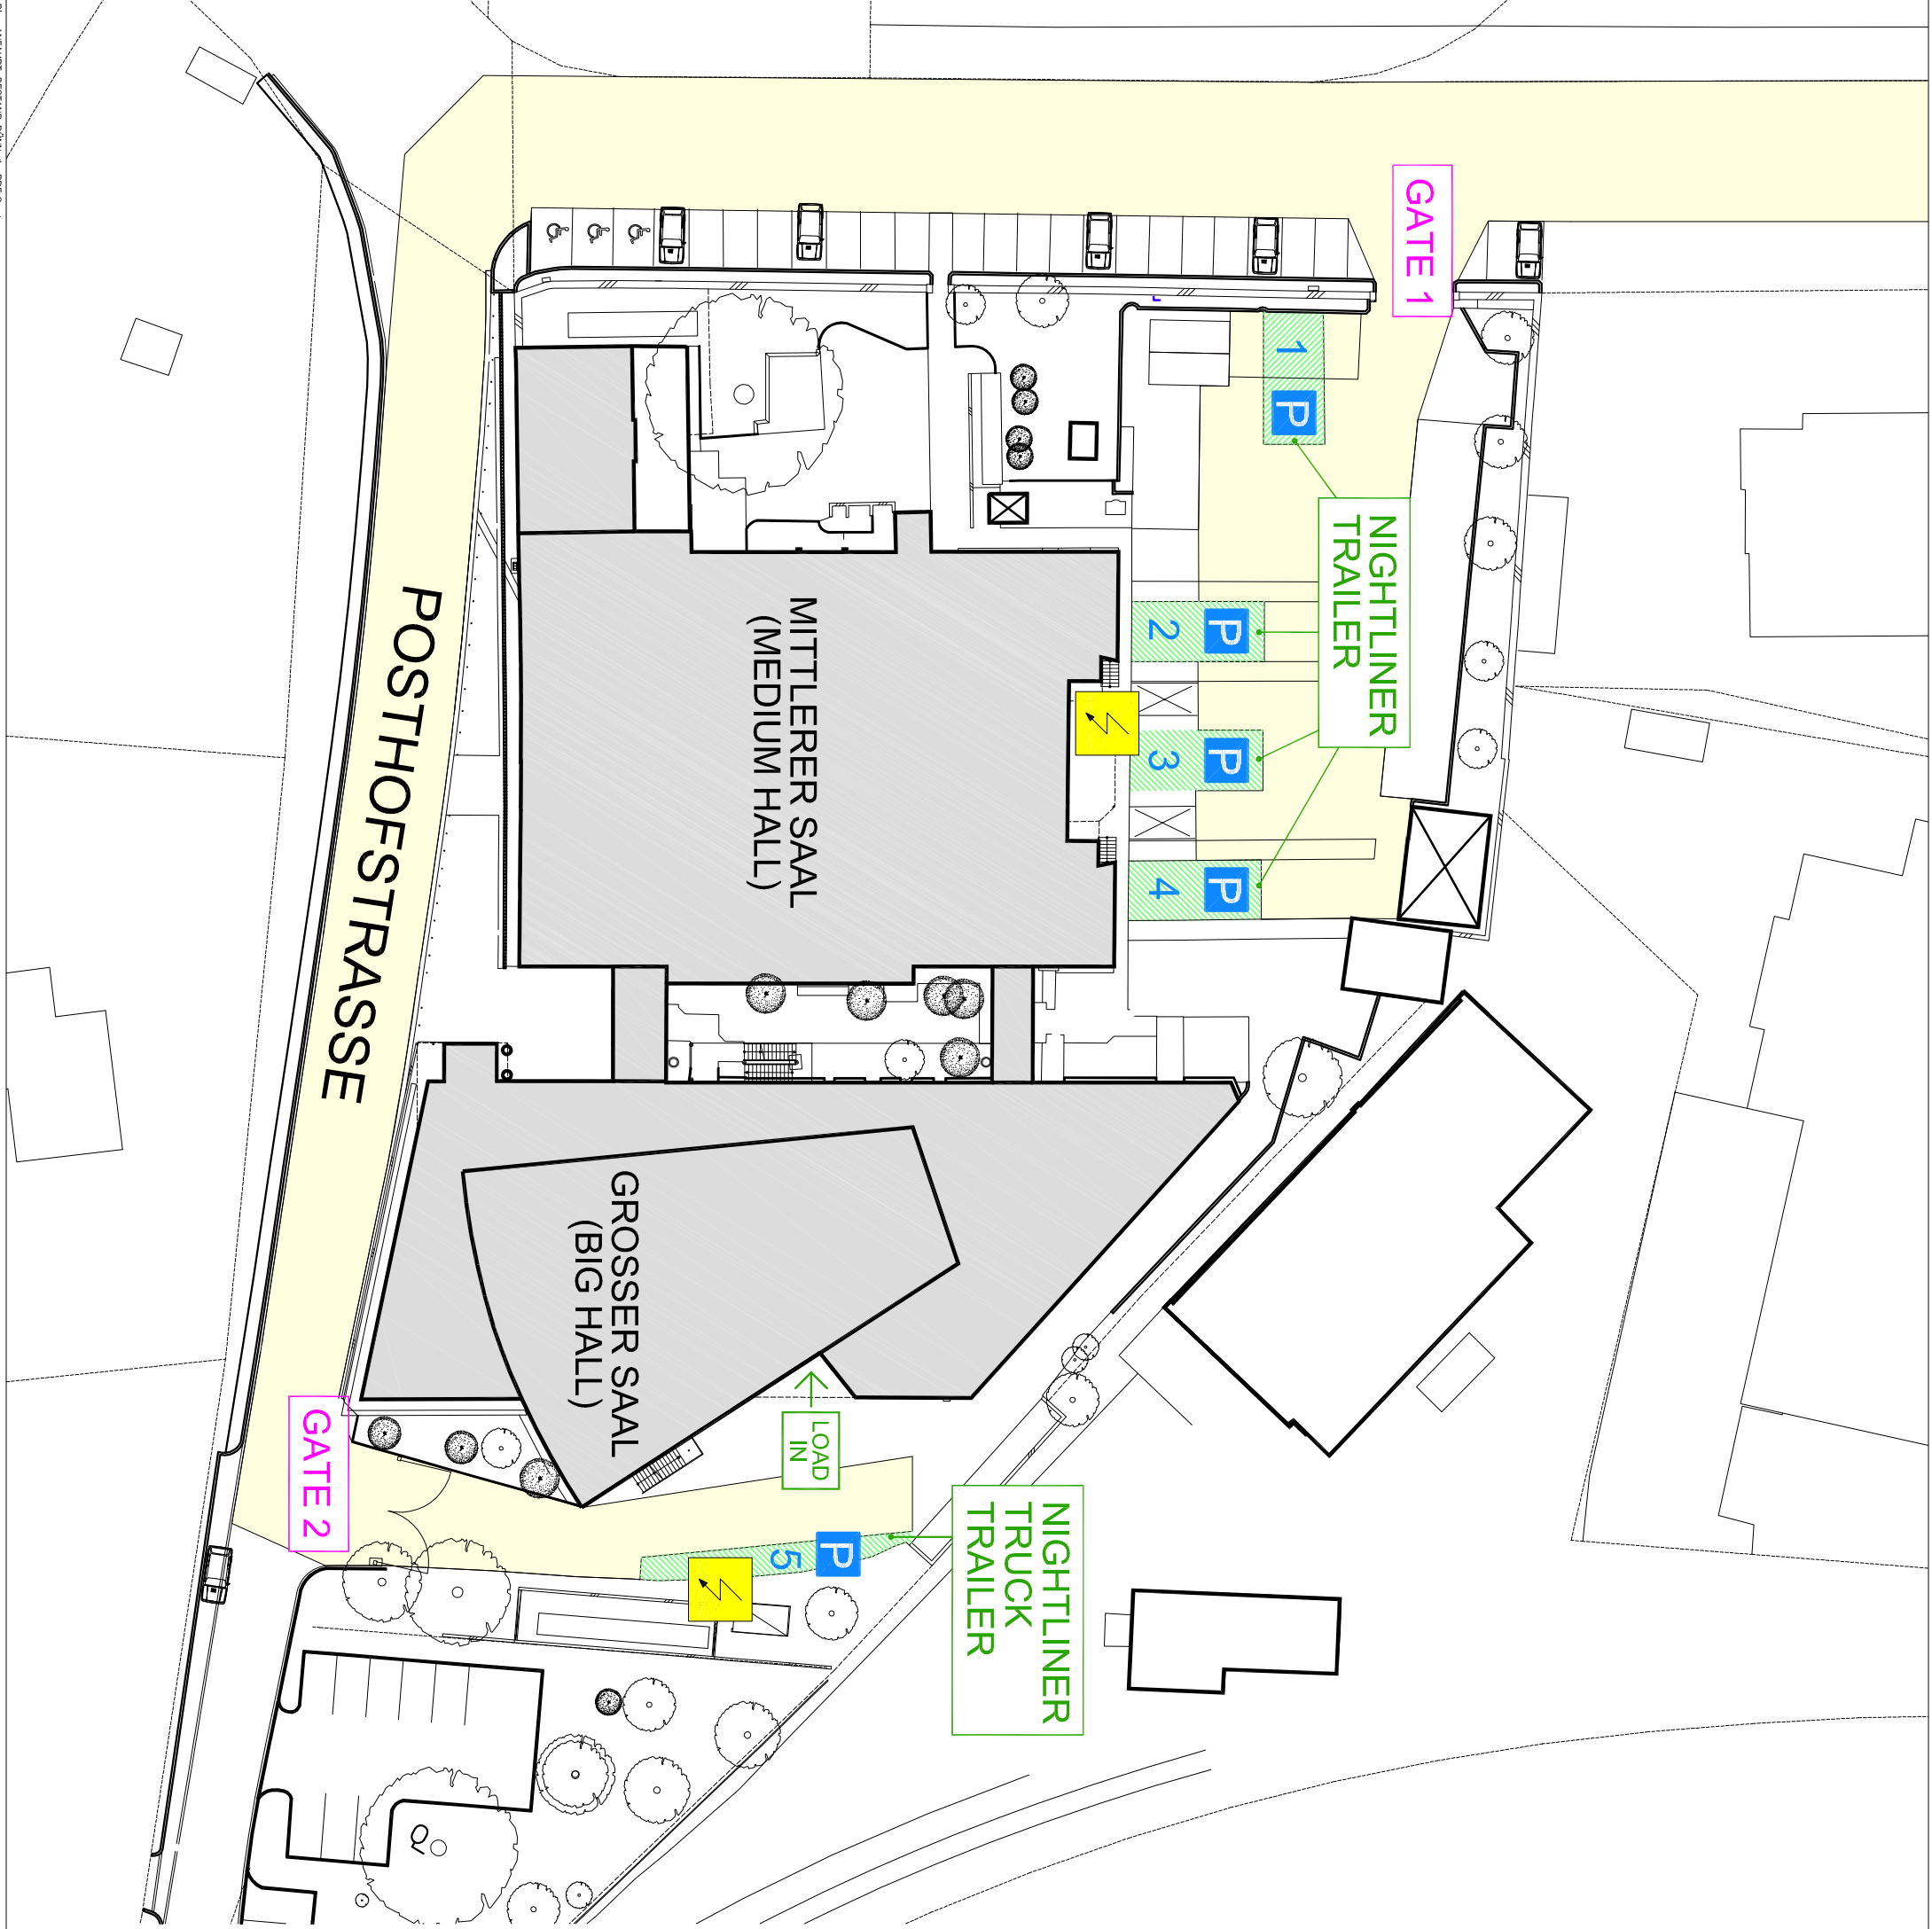 GATE 1
1
P
NIGHTLINER
TRAILER
2
P
3
P
4
P
MITTLERER SAAL
(MEDIUM HALL)
POSTHOFSTRASSE
GROSSER SAAL
(BIG HALL)
LOAD
IN
GATE 2
5
P
NIGHTLINER
TRUCK
TRAILER